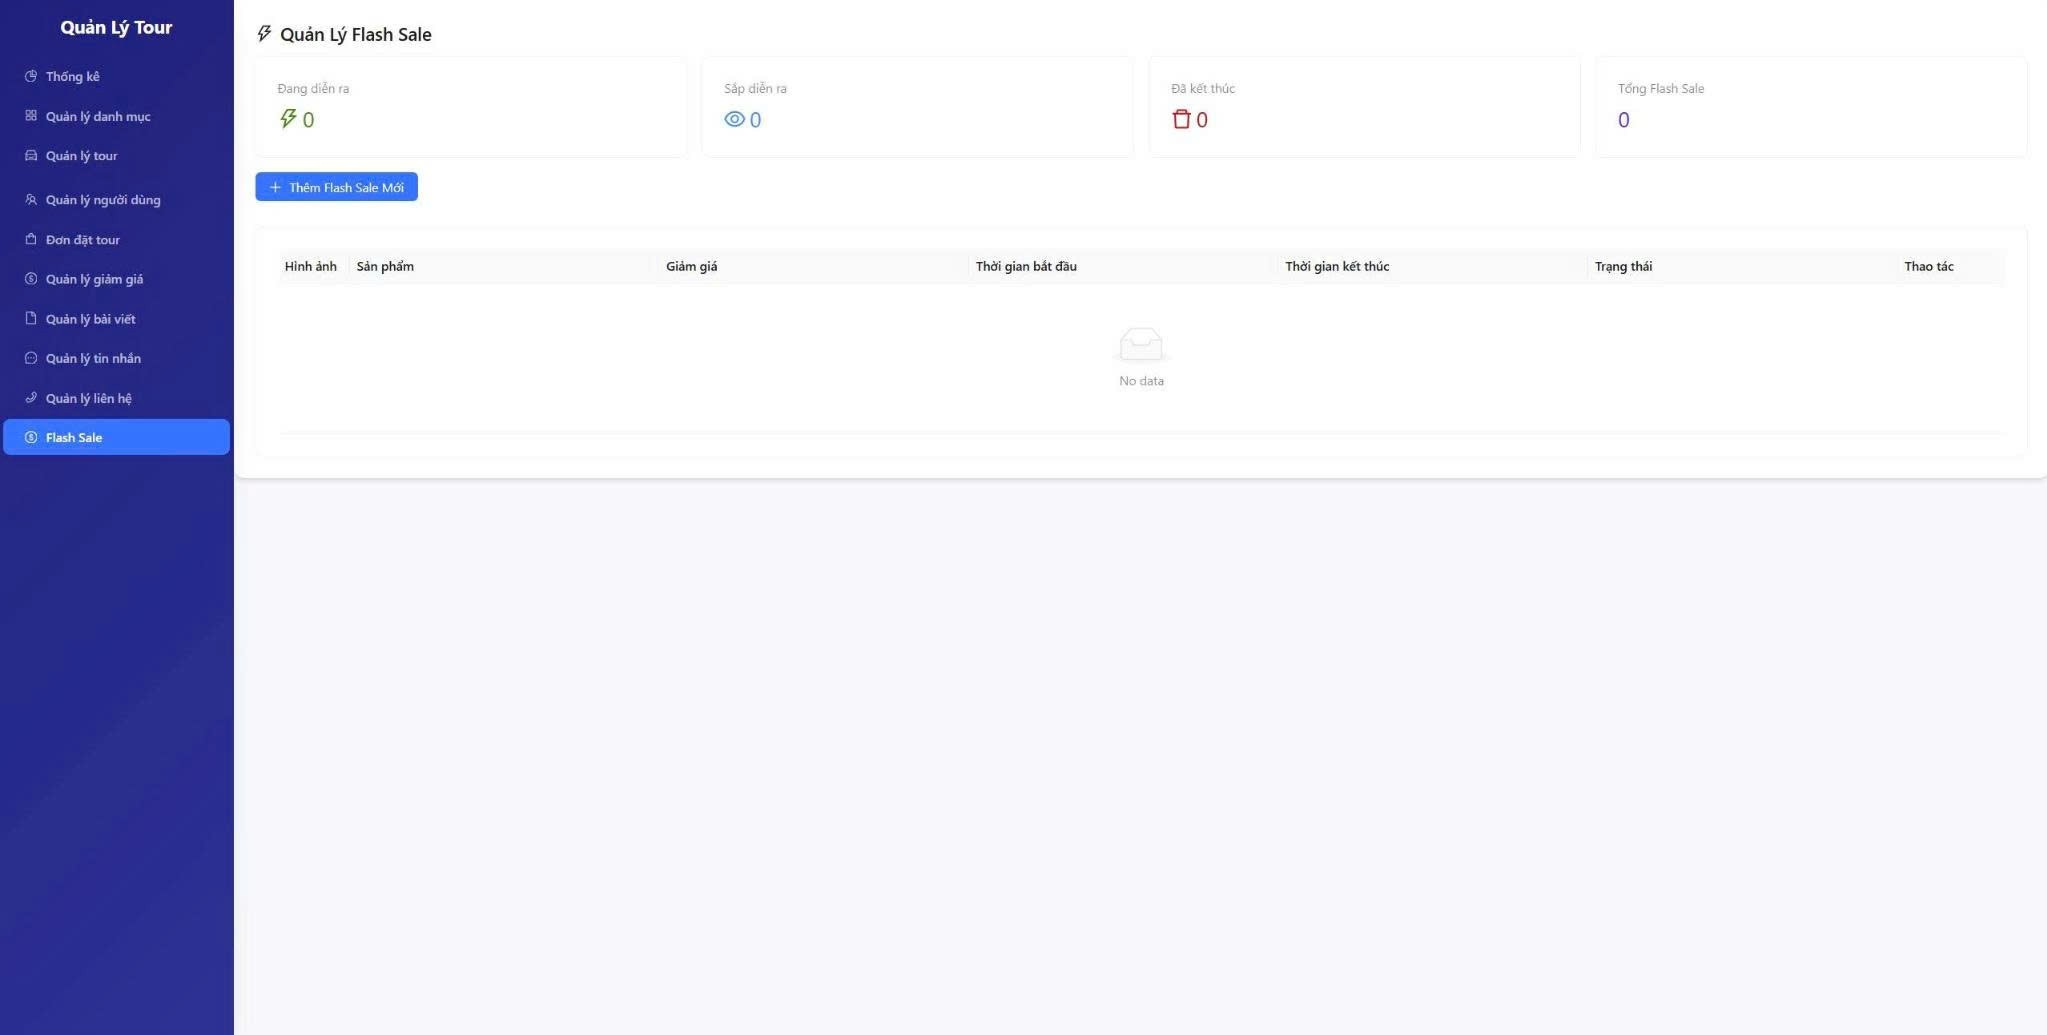 Quản Lý Tour
Thống kê
Quản lý danh mục
Quản lý tour
Quản lý người dùng
Đơn đặt tour
Quản lý giảm giá
Quản lý bài viết
Quản lý tin nhắn
Quản lý liên hệ
Flash Sale
Quản Lý Flash Sale
Đang diễn ra
0
Sắp diễn ra
0
Đã kết thúc
0
Tổng Flash Sale
0
Thêm Flash Sale Mới
Hình ảnh Sản phẩm Giảm giá Thời gian bắt đầu Thời gian kết thúc Trạng thái Thao tác
No data